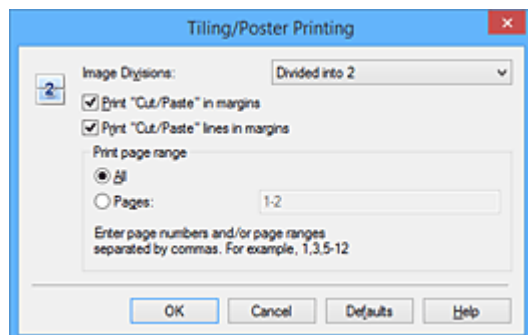 Tiling/Poster Printing
Image Divisions: Divided into 2
2
Print "Cut/Paste" in margins
Print "Cut/Paste" lines in margins
Print page range
All
Pages: 1-2
Enter page numbers and/or page ranges
separated by commas. For example, 1,3,5-12
OK Cancel Defaults Help